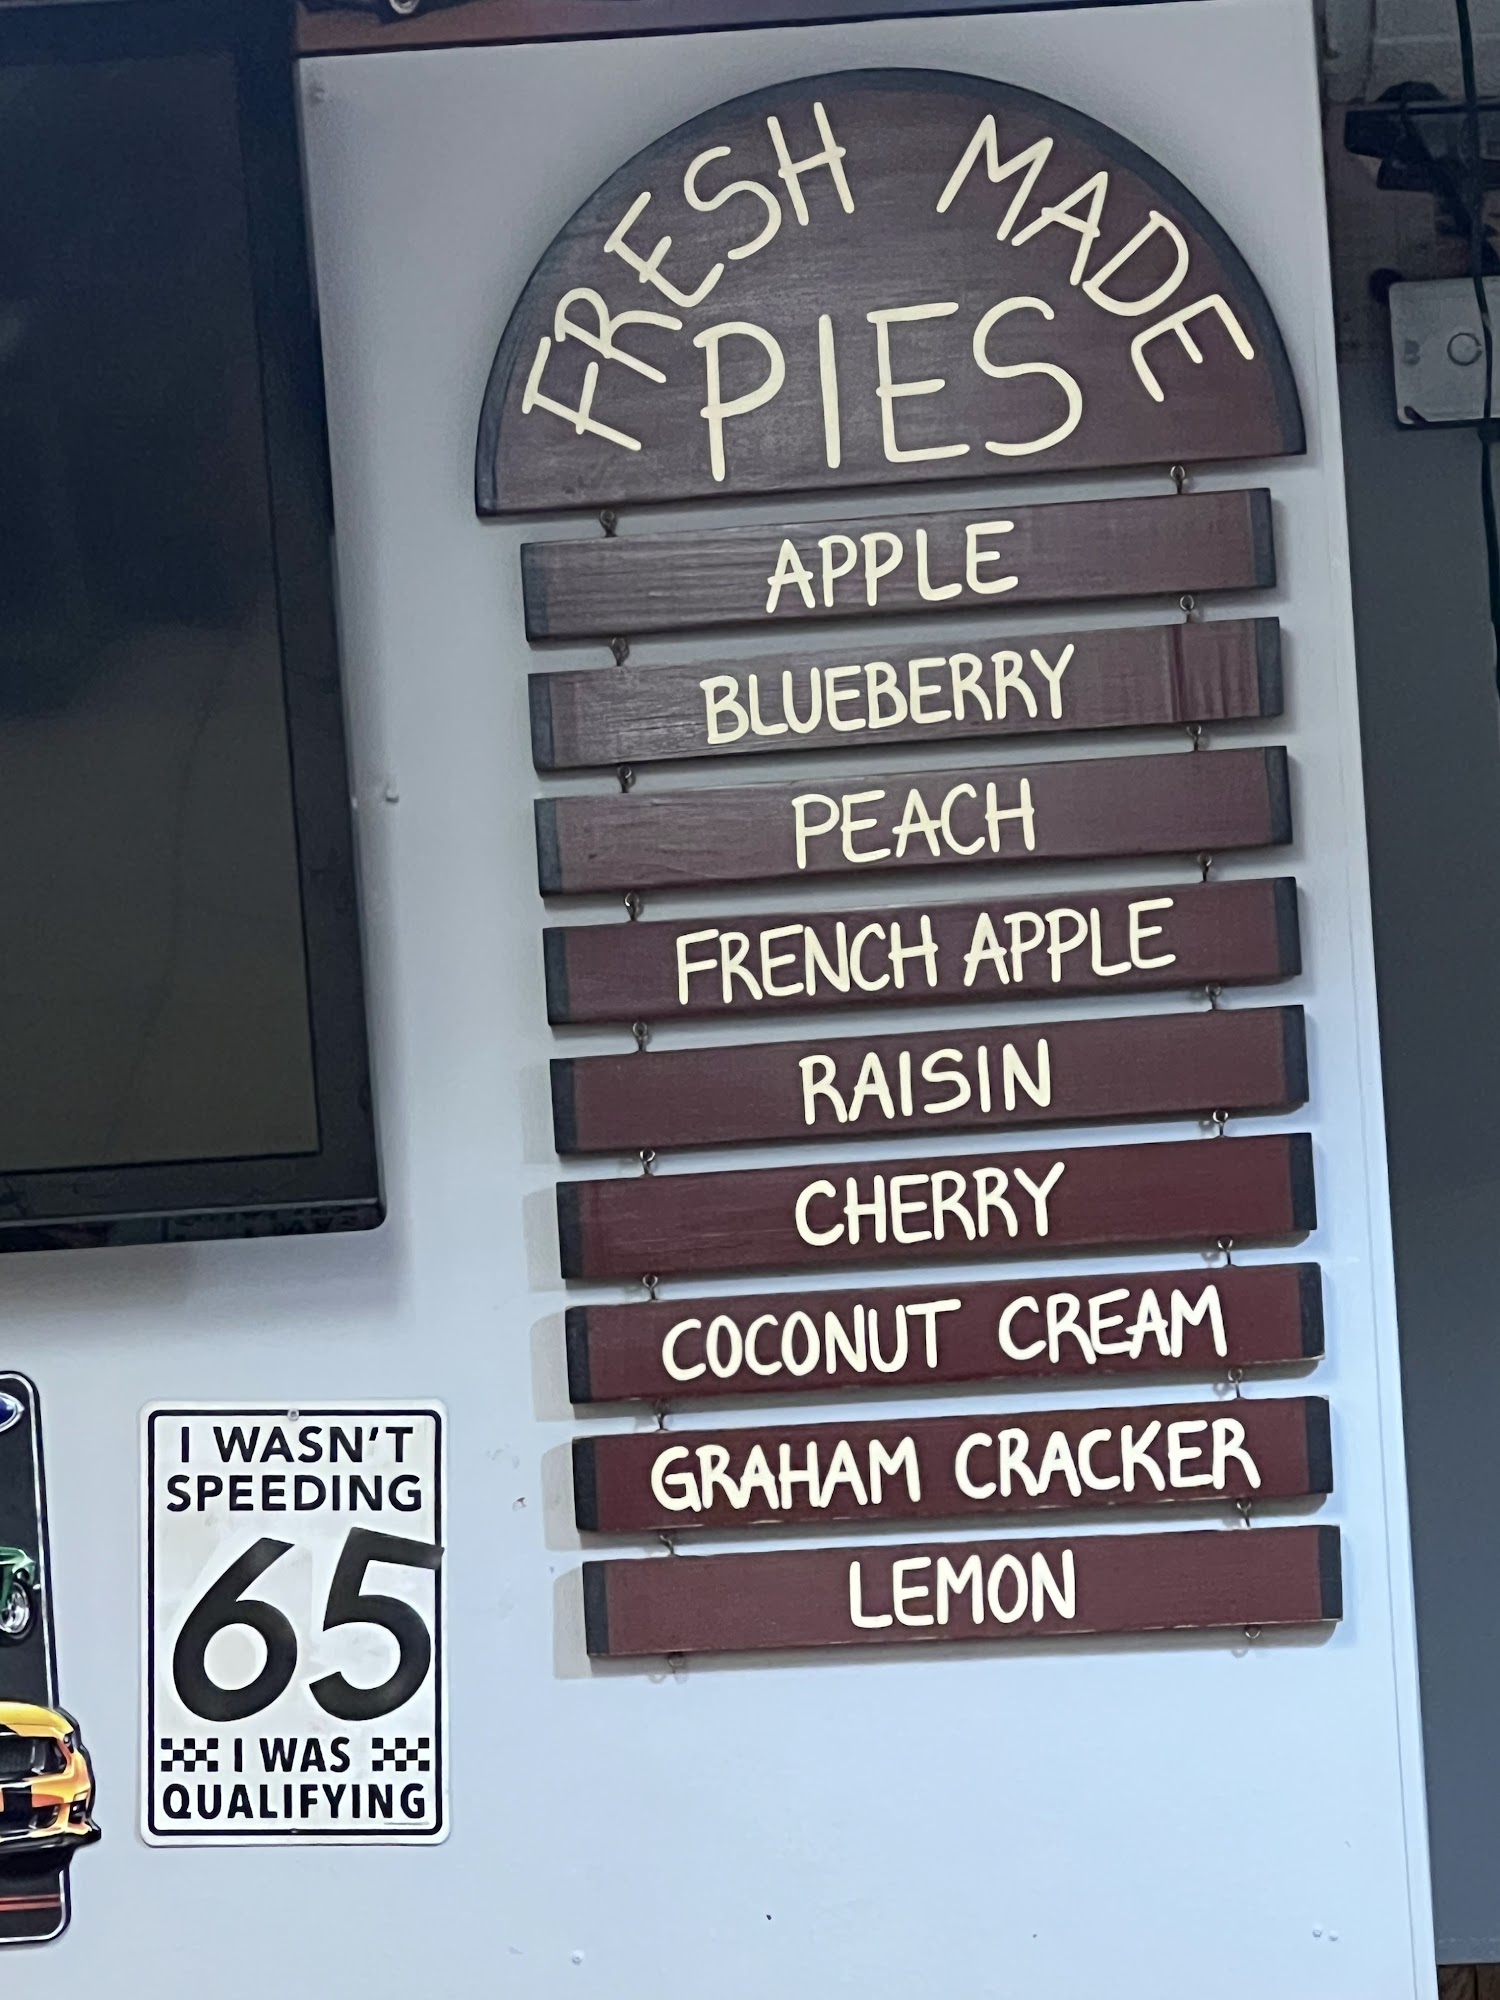 FRESH MADE
PIES
APPLE
BLUEBERRY
PEACH
FRENCH APPLE
RAISIN
CHERRY
COCONUT CREAM
GRAHAM CRACKER
LEMON
I WASN'T
SPEEDING
65
I WAS
QUALIFYING